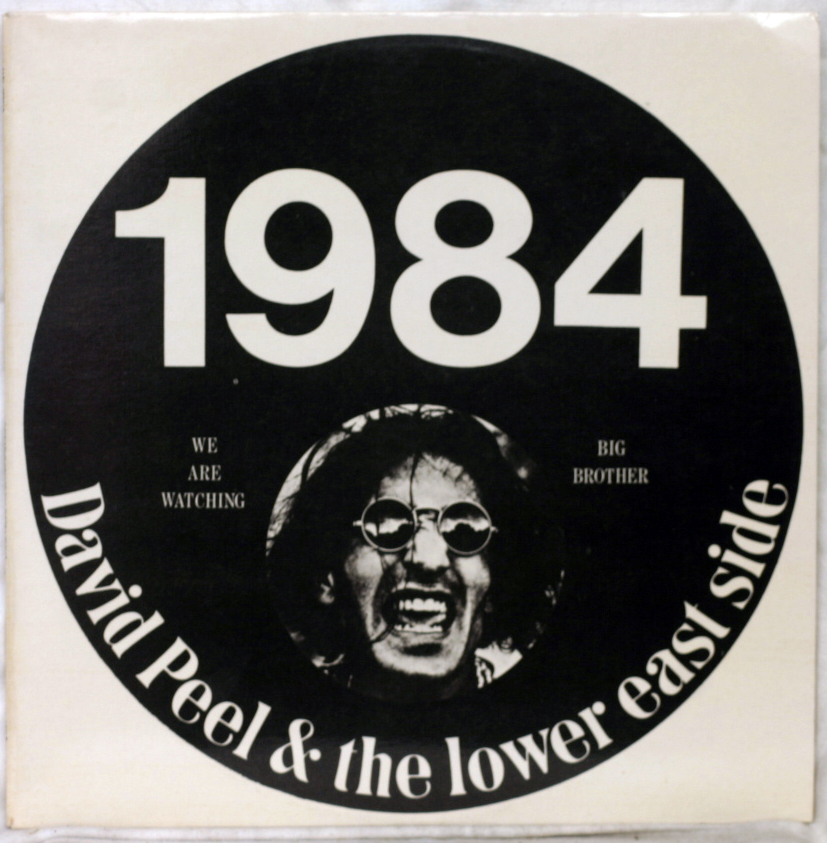 1984
WE
ARE
WATCHING
BIG
BROTHER
David Peel & the lower east side